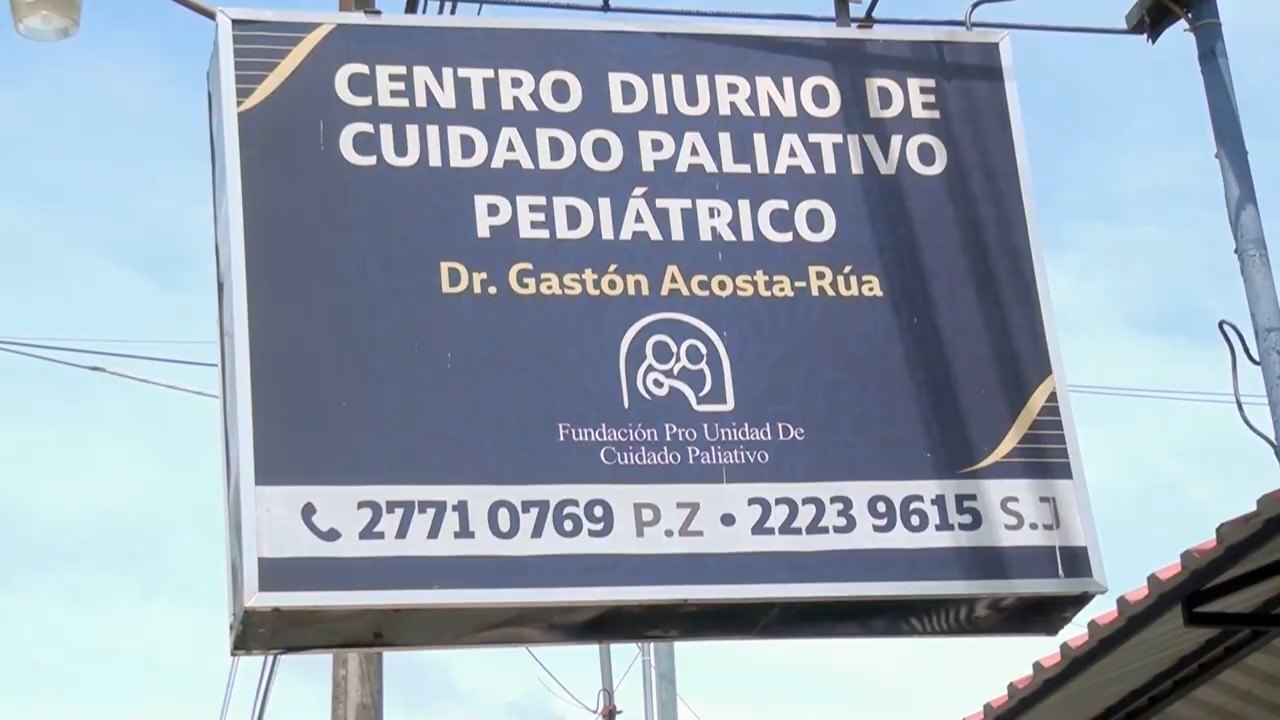 CENTRO DIURNO DE
CUIDADO PALIATIVO
PEDIÁTRICO
Dr. Gastón Acosta-Rúa
Fundación Pro Unidad De
Cuidado Paliativo
2771 0769 P.Z • 2223 9615 S.J